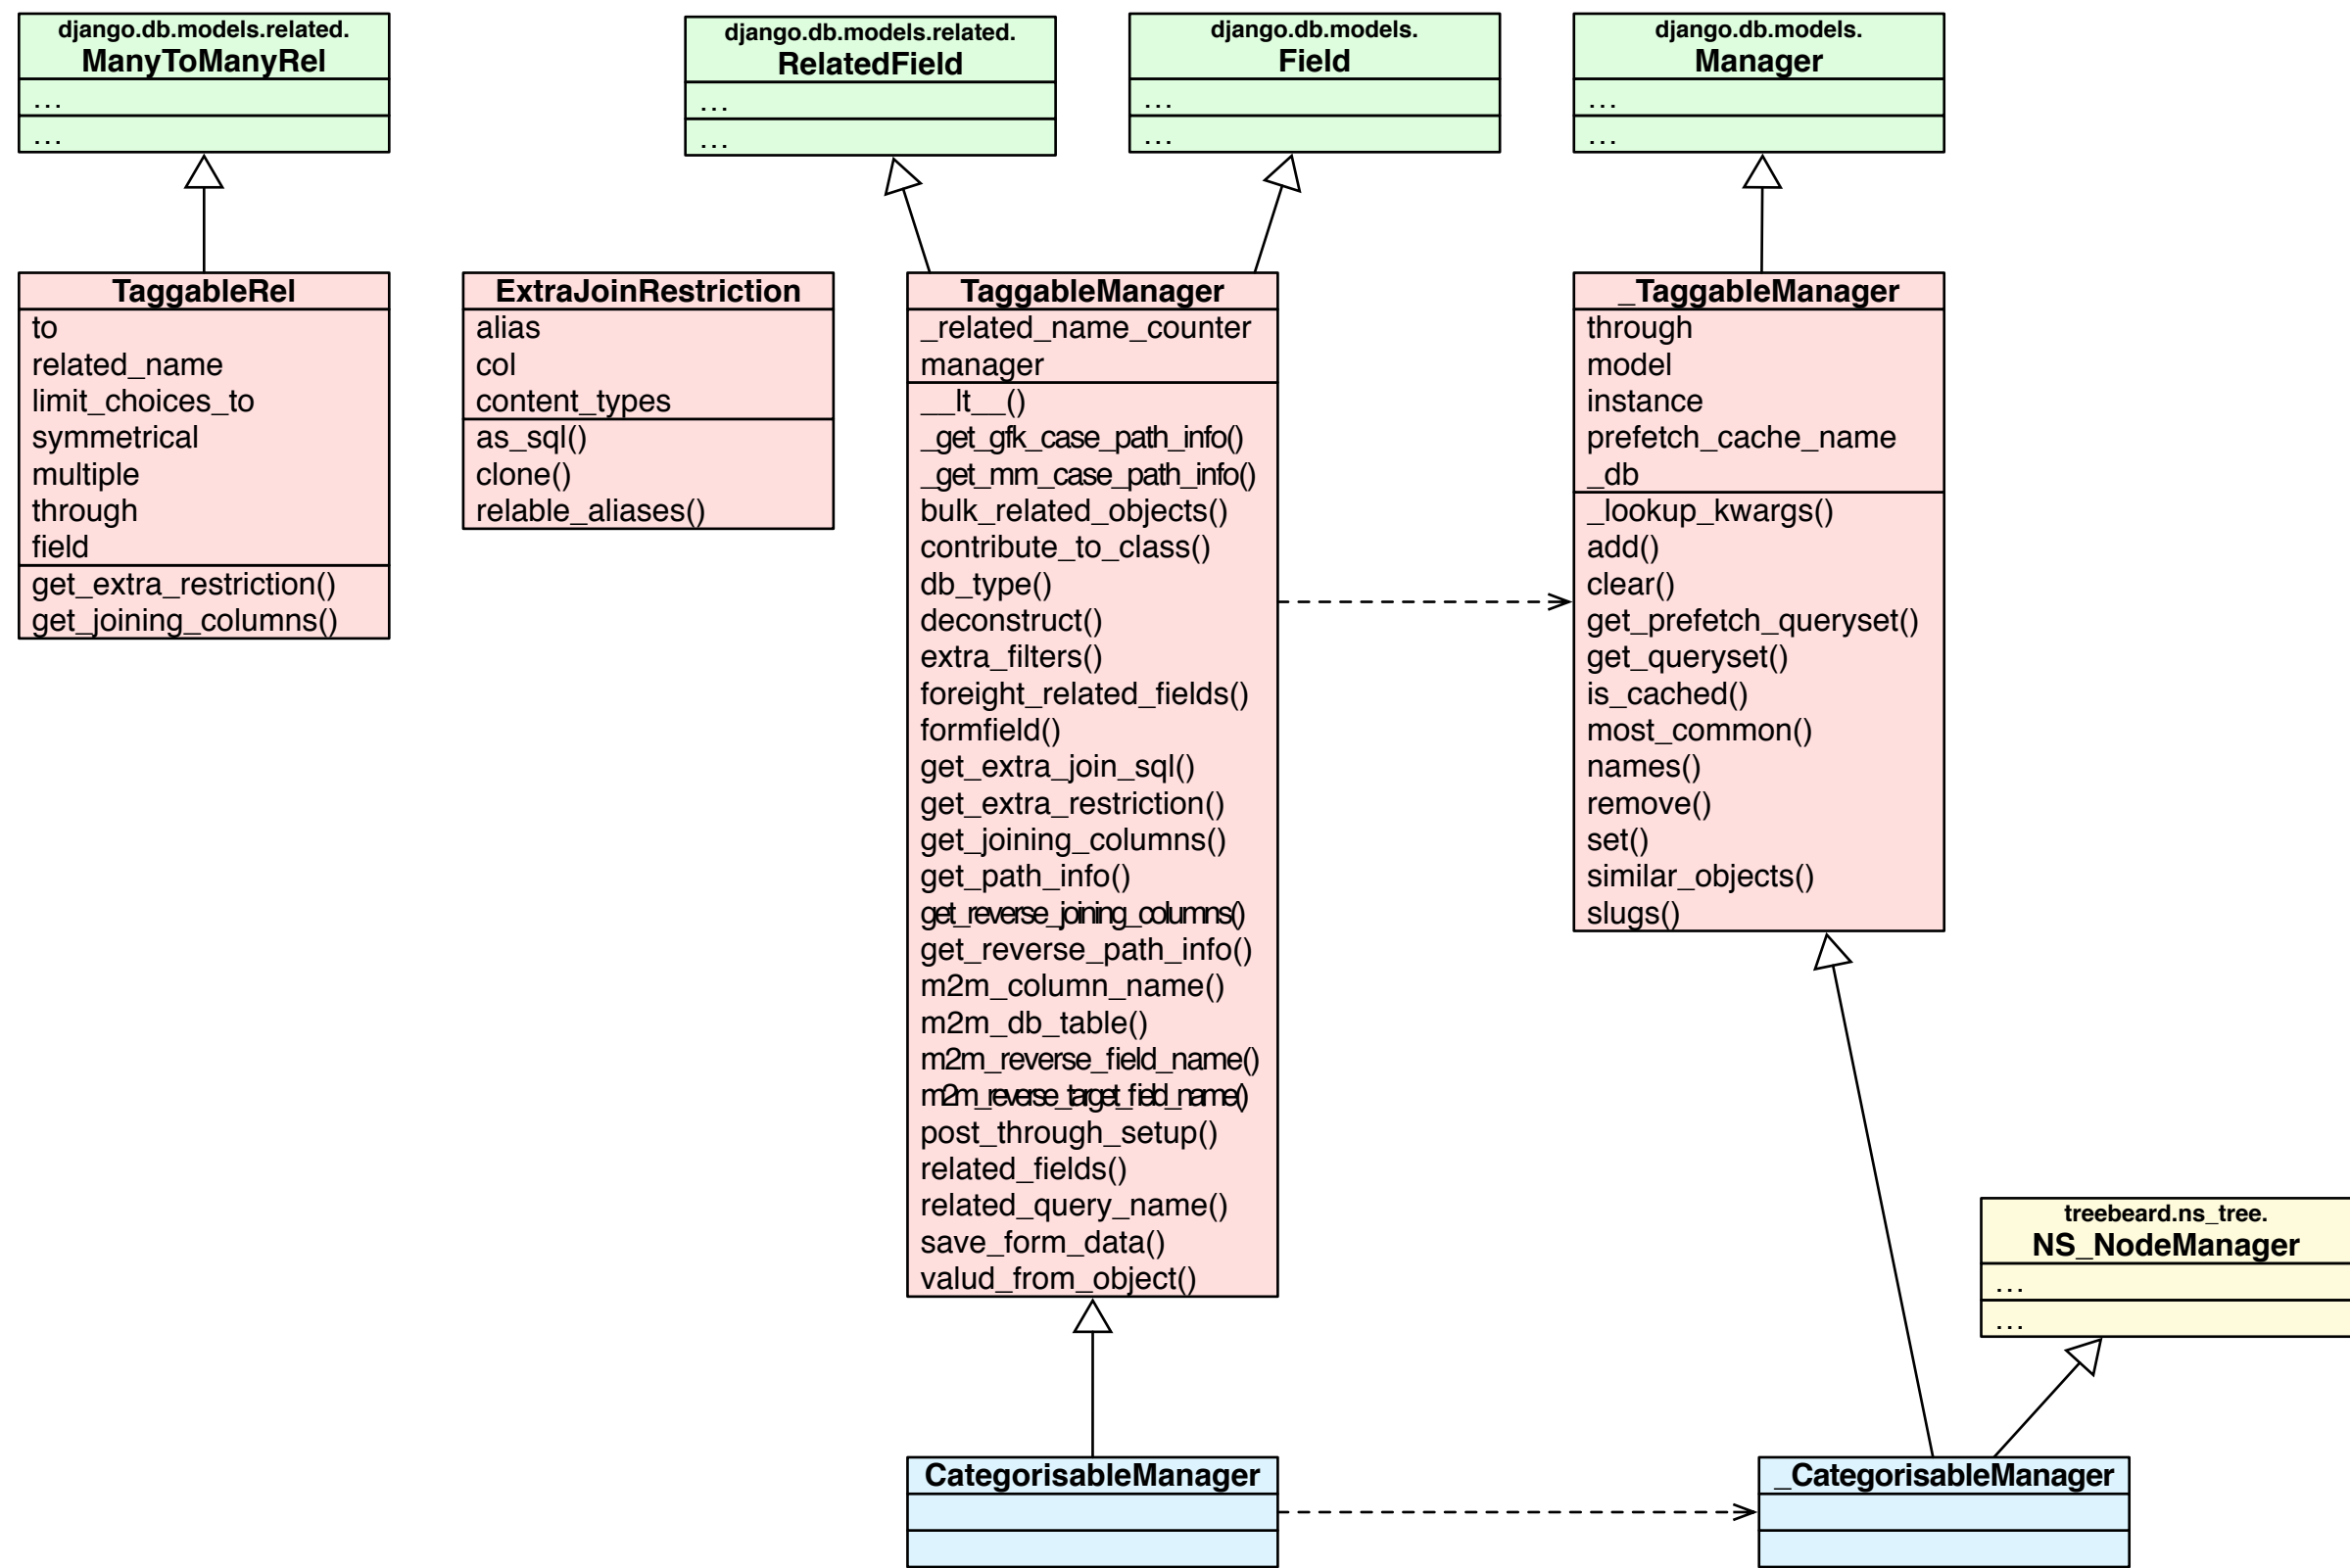 django.db.models.related.
ManyToManyRel
...
...
django.db.models.related.
RelatedField
...
...
django.db.models.
Field
...
...
django.db.models.
Manager
...
...
TaggableRel
to
related_name
limit_choices_to
symmetrical
multiple
through
field
get_extra_restriction()
get_joining_columns()
ExtraJoinRestriction
alias
col
content_types
as_sql()
clone()
relable_aliases()
TaggableManager
_related_name_counter
manager
__lt__()
_get_gfk_case_path_info()
_get_mm_case_path_info()
bulk_related_objects()
contribute_to_class()
db_type()
deconstruct()
extra_filters()
foreight_related_fields()
formfield()
get_extra_join_sql()
get_extra_restriction()
get_joining_columns()
get_path_info()
get_reverse_joining_columns()
get_reverse_path_info()
m2m_column_name()
m2m_db_table()
m2m_reverse_field_name()
m2m_reverse_target_field_name()
post_through_setup()
related_fields()
related_query_name()
save_form_data()
valud_from_object()
_TaggableManager
through
model
instance
prefetch_cache_name
_db
_lookup_kwargs()
add()
clear()
get_prefetch_queryset()
get_queryset()
is_cached()
most_common()
names()
remove()
set()
similar_objects()
slugs()
treebeard.ns_tree.
NS_NodeManager
...
...
CategorisableManager
_CategorisableManager